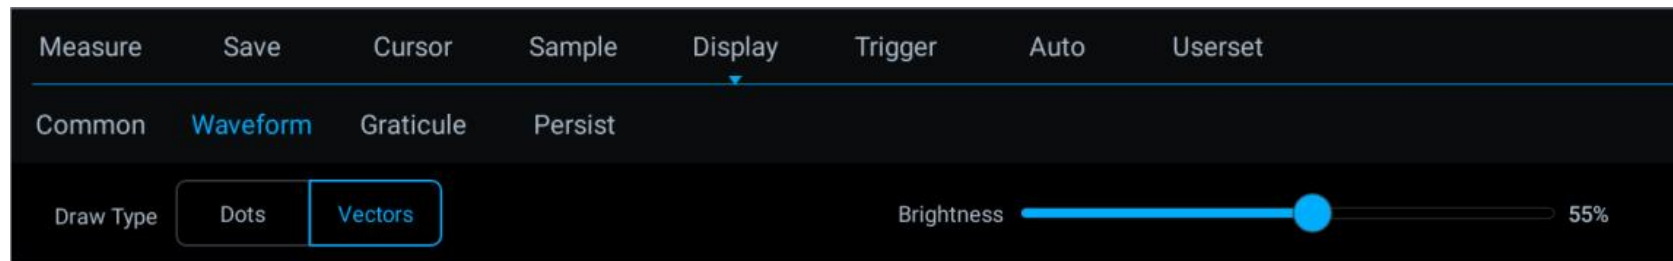 Measure Save Cursor Sample Display Trigger Auto Userset
Common Waveform Graticule Persist
Draw Type Dots Vectors Brightness 55%